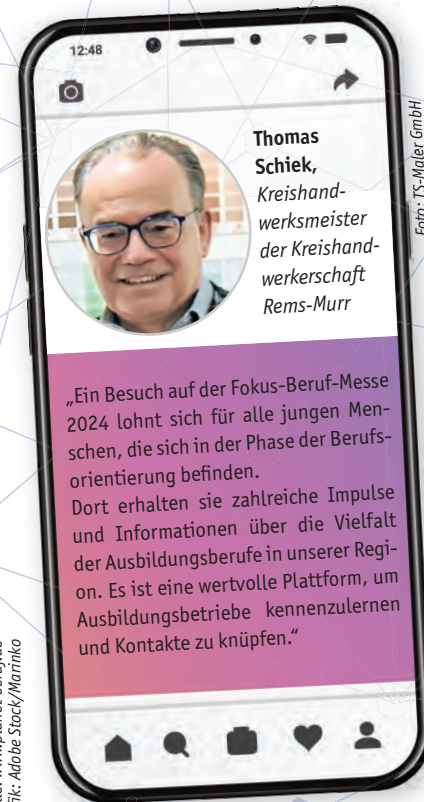 12:48
Thomas
Schiek,
Kreishand-
werksmeister
der Kreishand-
werkerschaft
Rems-Murr
„Ein Besuch auf der Fokus-Beruf-Messe
2024 lohnt sich für alle jungen Men-
schen, die sich in der Phase der Berufs-
orientierung befinden.
Dort erhalten sie zahlreiche Impulse
und Informationen über die Vielfalt
der Ausbildungsberufe in unserer Regi-
on. Es ist eine wertvolle Plattform, um
Ausbildungsbetriebe kennenzulernen
und Kontakte zu knüpfen.“
Foto: TS-Maler GmbH
Adobe Stock/Marinko